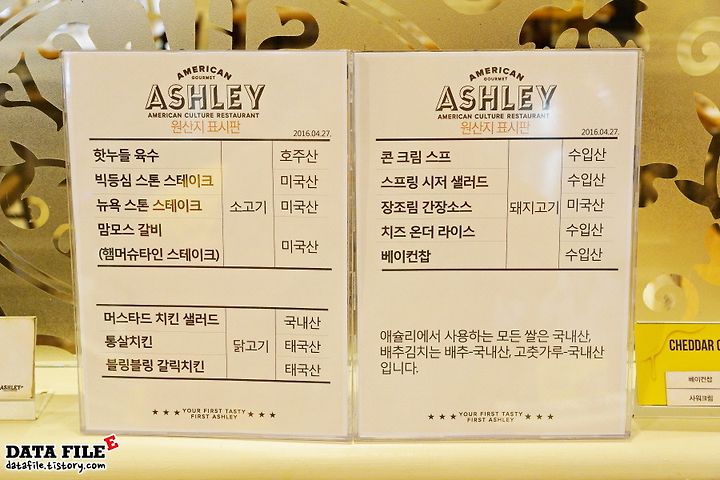 AMERICAN
GOURMET
ASHLEY
AMERICAN CULTURE RESTAURANT
원산지 표시판
2016.04.27.
핫누들 육수 호주산
빅등심 스톤 스테이크 미국산
뉴욕 스톤 스테이크 소고기 미국산
맘모스 갈비
(햄머슈타인 스테이크) 미국산
머스타드 치킨 샐러드 국내산
통살치킨 닭고기 태국산
블링블링 갈릭치킨 태국산
★★★ YOUR FIRST TASTY ★★★
FIRST ASHLEY
AMERICAN
GOURMET
ASHLEY
AMERICAN CULTURE RESTAURANT
원산지 표시판
2016.04.27.
콘 크림 스프 수입산
스프링 시저 샐러드 수입산
장조림 간장소스 돼지고기 미국산
치즈 온더 라이스 수입산
베이컨찹 수입산
애슐리에서 사용하는 모든 쌀은 국내산,
배추김치는 배추-국내산, 고춧가루-국내산
입니다.
★★★ YOUR FIRST TASTY ★★★
FIRST ASHLEY
ASHLEY
CHEDDAR
베이컨찹
사워크림
DATA FILE
datafile.tistory.com